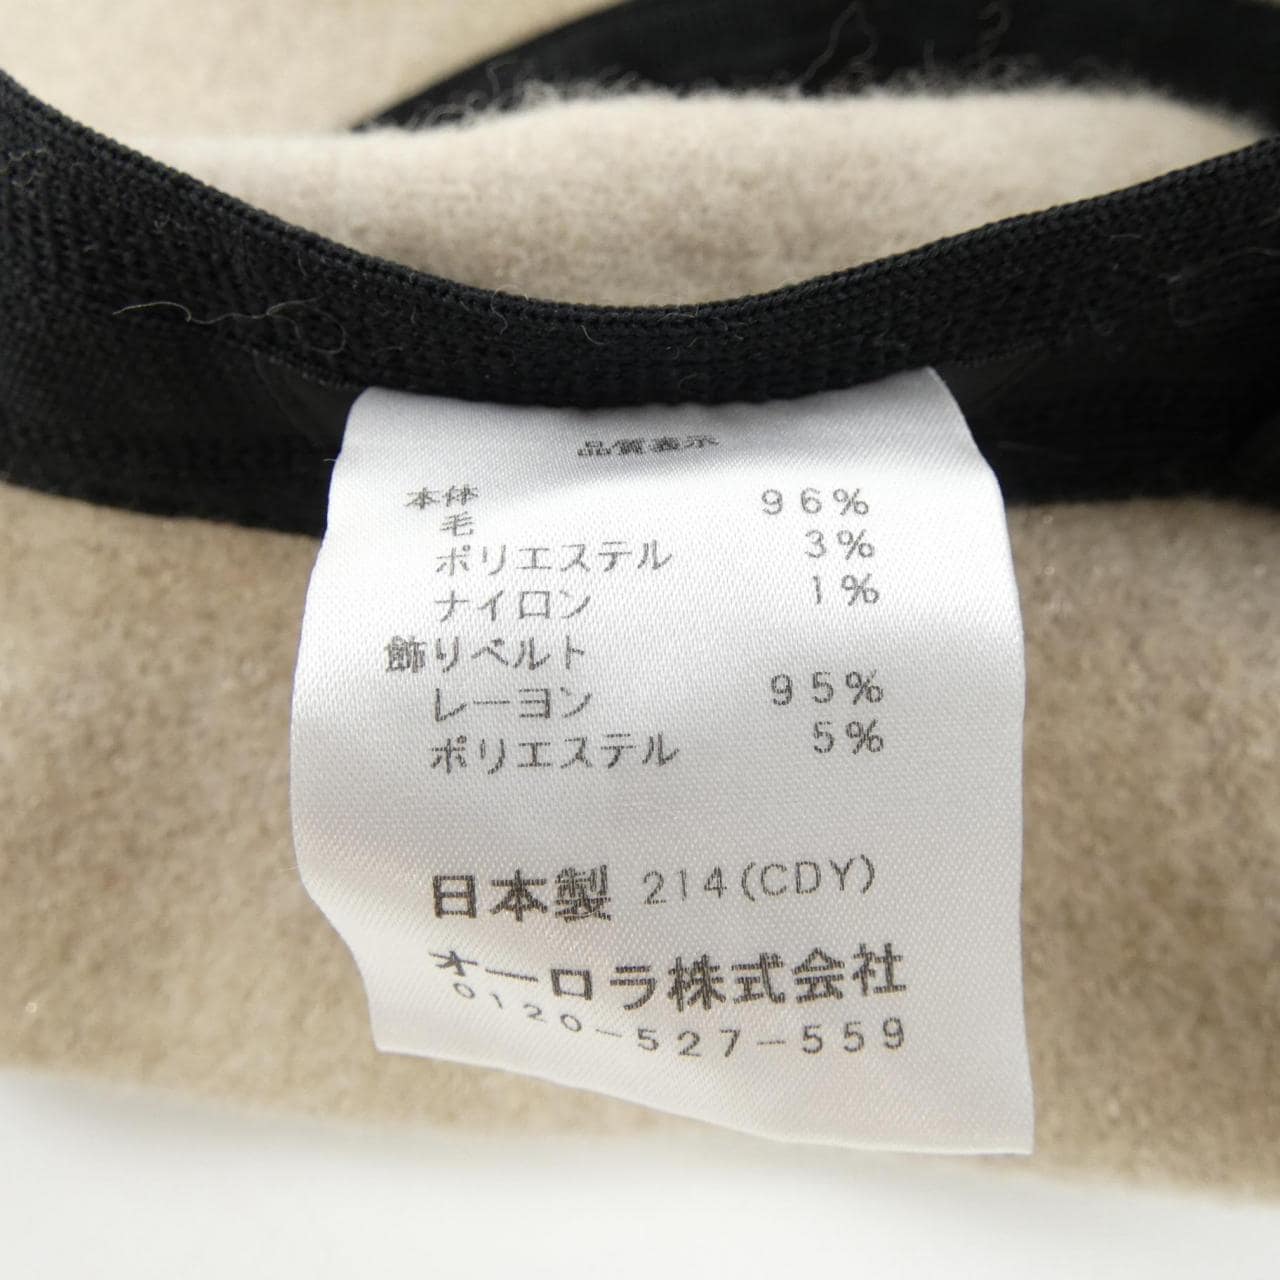 品質表示
本体
毛 96%
ポリエステル 3%
ナイロン 1%
飾りベルト
レーヨン 95%
ポリエステル 5%
日本製 214(CDY)
オーロラ株式会社
0120-527-559